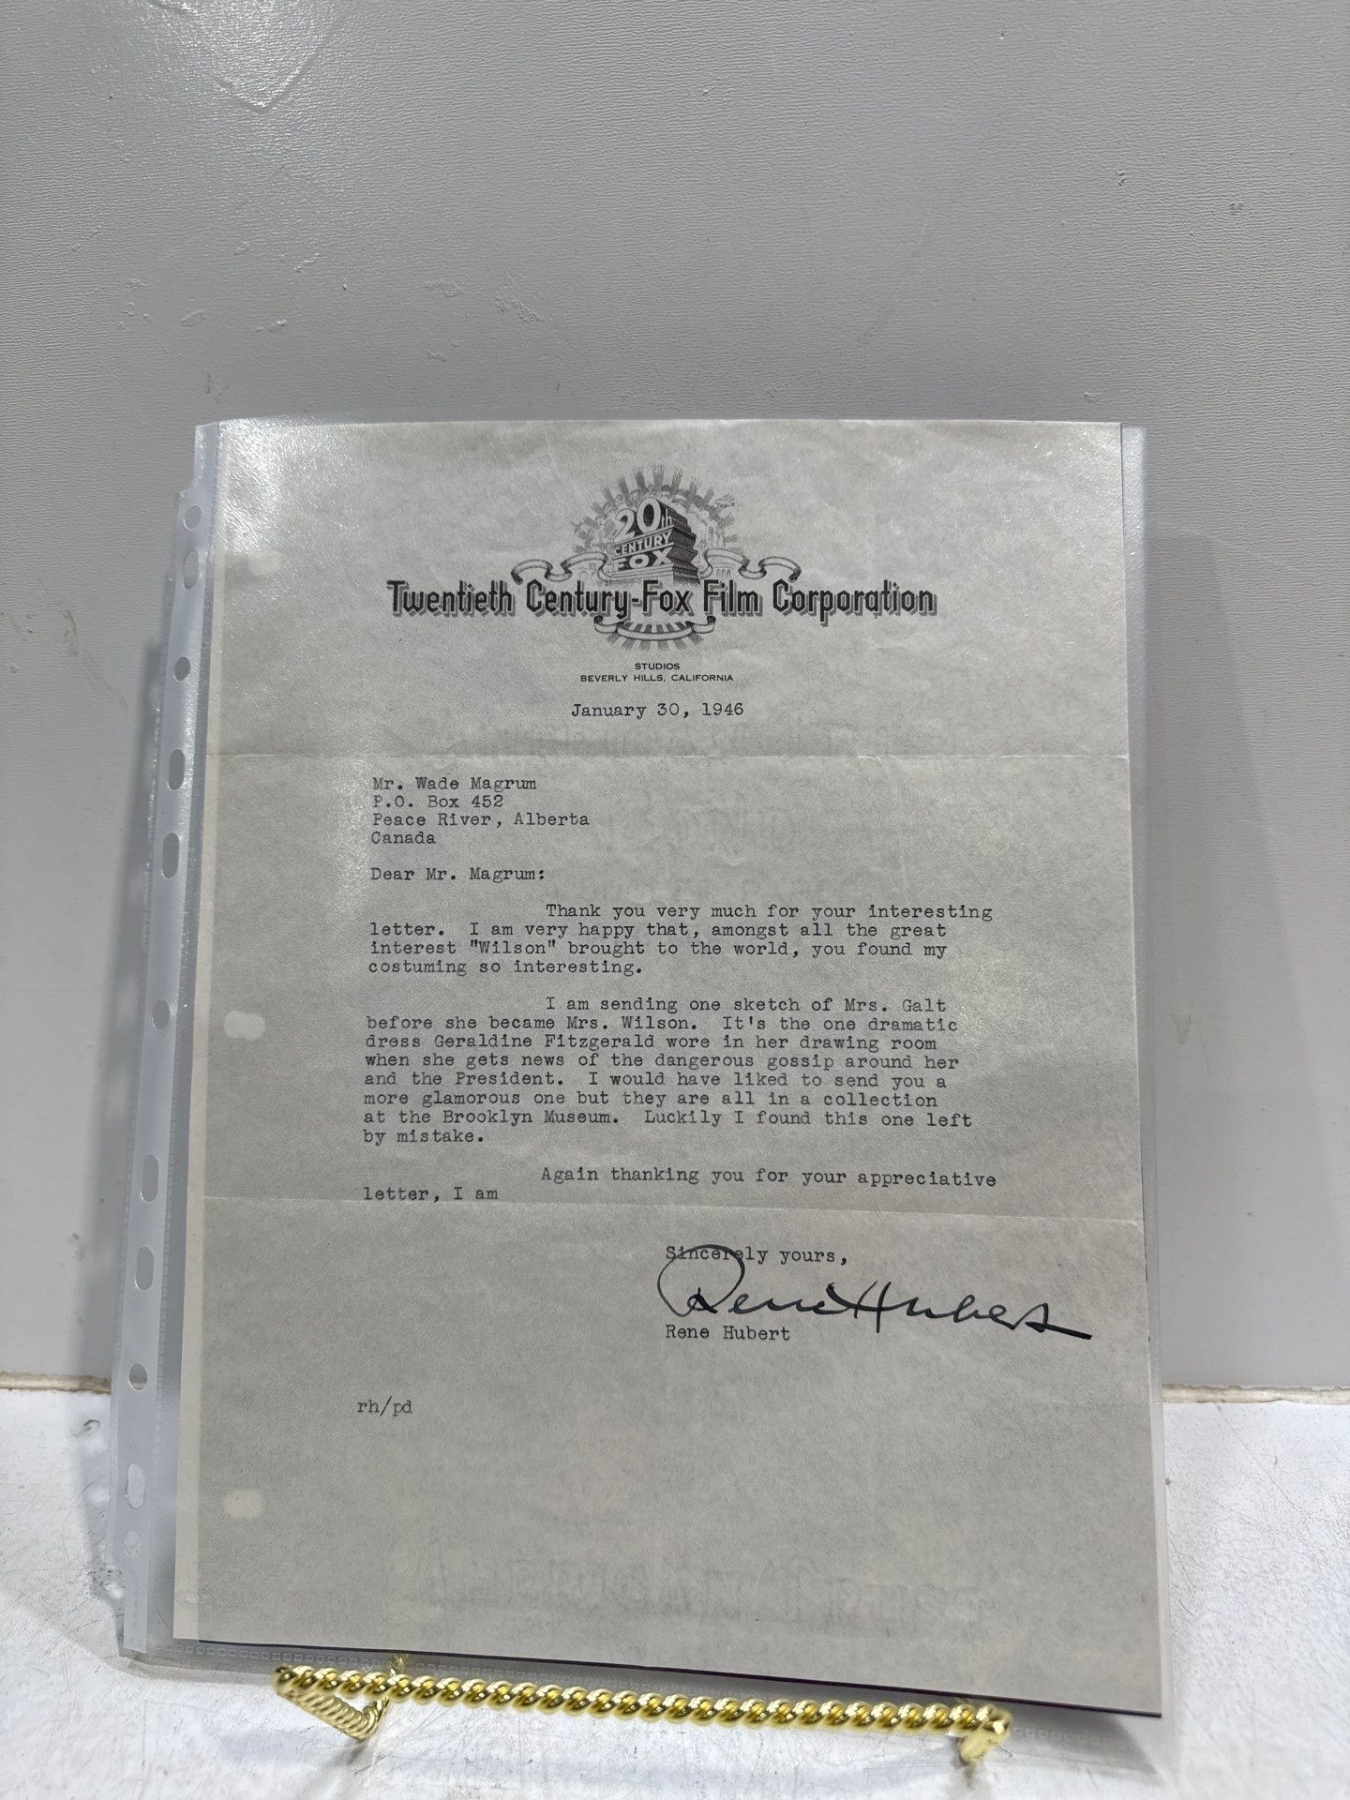 20th
CENTURY
FOX
Twentieth Century-Fox Film Corporation
STUDIOS
BEVERLY HILLS, CALIFORNIA
January 30, 1946
Mr. Wade Magrum
P.O. Box 452
Peace River, Alberta
Canada
Dear Mr. Magrum:
Thank you very much for your interesting
letter. I am very happy that, amongst all the great
interest "Wilson" brought to the world, you found my
costuming so interesting.
I am sending one sketch of Mrs. Galt
before she became Mrs. Wilson. It's the one dramatic
dress Geraldine Fitzgerald wore in her drawing room
when she gets news of the dangerous gossip around her
and the President. I would have liked to send you a
more glamorous one but they are all in a collection
at the Brooklyn Museum. Luckily I found this one left
by mistake.
Again thanking you for your appreciative
letter, I am
Sincerely yours,
René Hubert
Rene Hubert
rh/pd